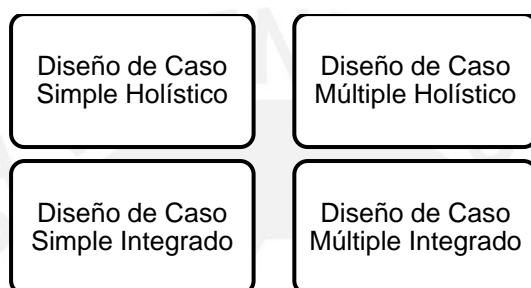 Diseño de Caso
Simple Holístico
Diseño de Caso
Múltiple Holístico
Diseño de Caso
Simple Integrado
Diseño de Caso
Múltiple Integrado